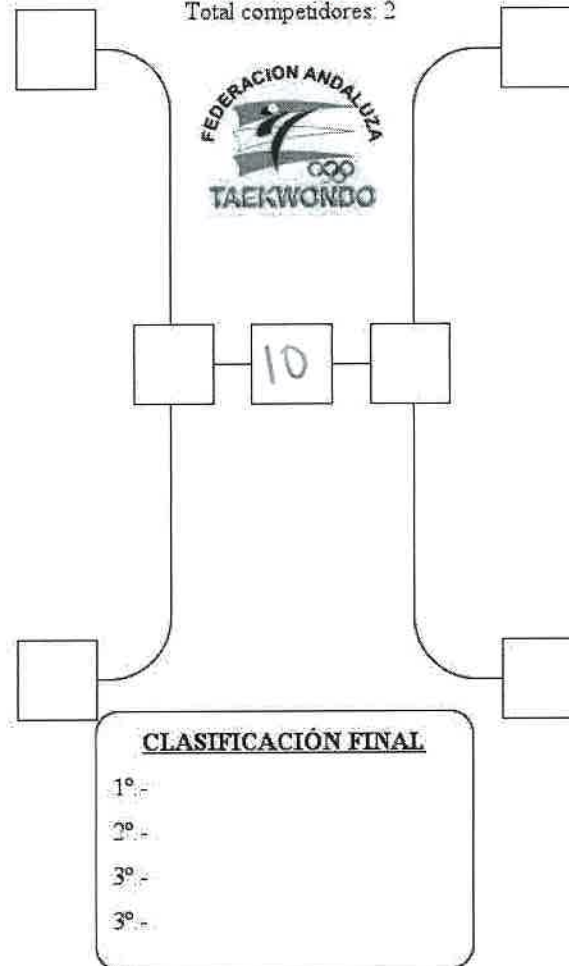 Total competidores: 2
FEDERACION ANDALUZA
TAEKWONDO
10
CLASIFICACIÓN FINAL
1º.-
2º.-
3º.-
3º.-